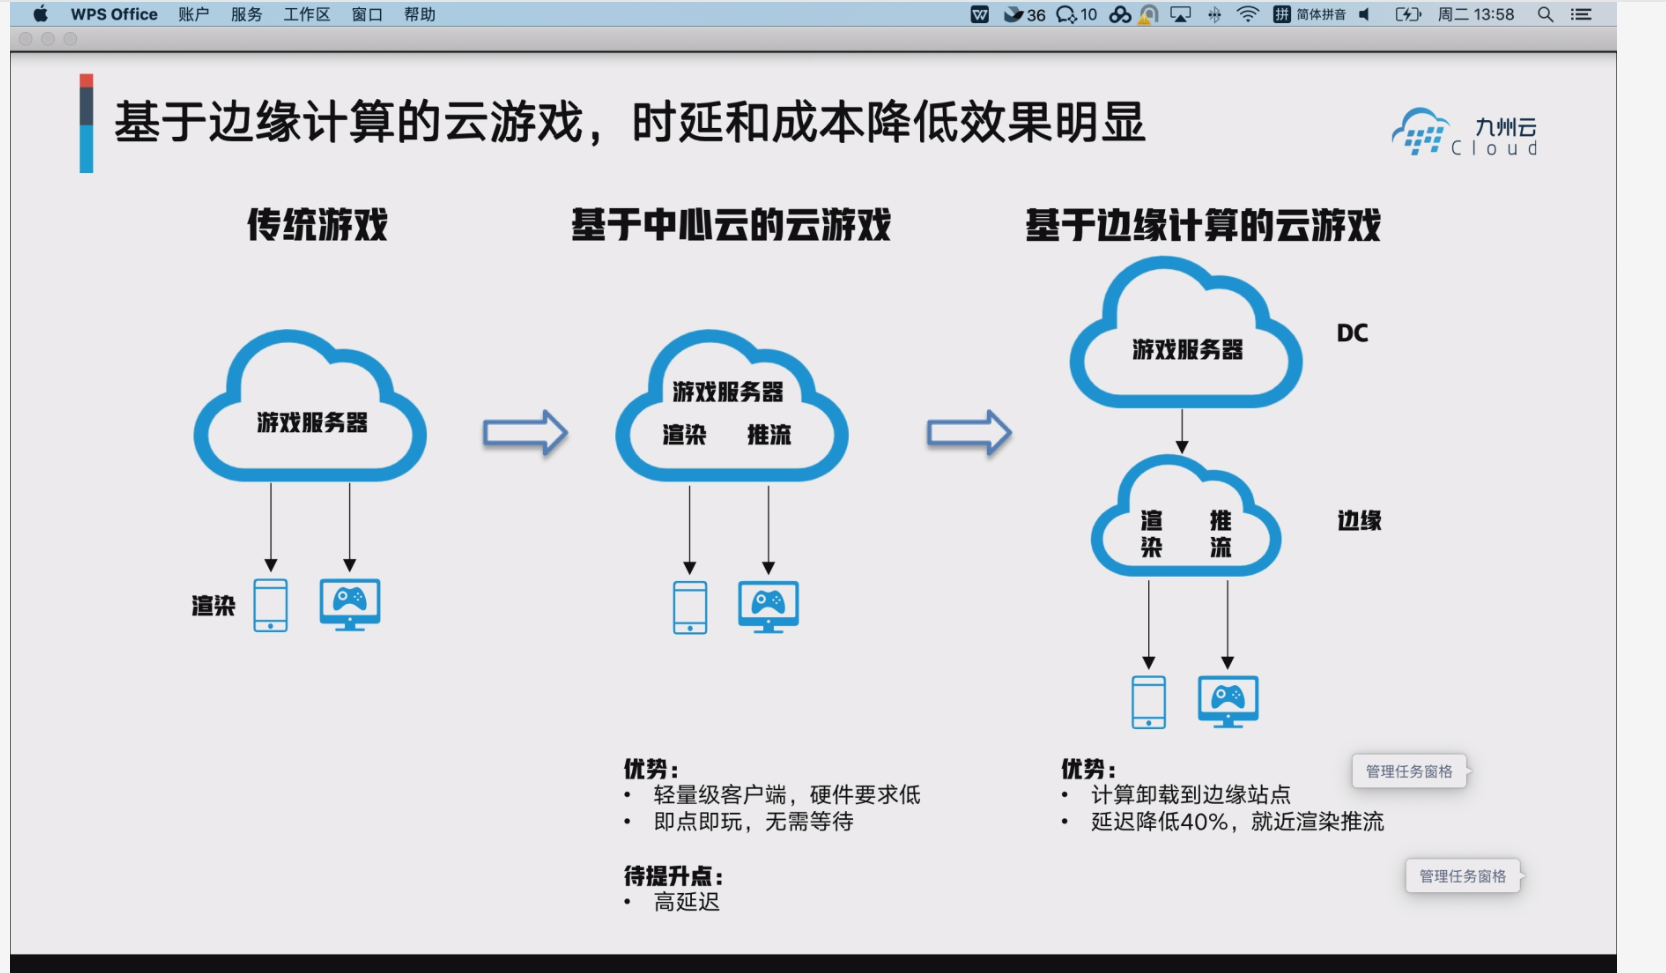 WPS Office 账户 服务 工作区 窗口 帮助 36 10 拼 简体拼音 周二 13:58
基于边缘计算的云游戏，时延和成本降低效果明显
九州云
Cloud
传统游戏
基于中心云的云游戏
基于边缘计算的云游戏
游戏服务器
DC
游戏服务器
游戏服务器
渲染 推流
渲染 推流
边缘
渲染
优势：
• 轻量级客户端，硬件要求低
• 即点即玩，无需等待
待提升点：
• 高延迟
优势：
• 计算卸载到边缘站点
• 延迟降低40%，就近渲染推流
管理任务窗格
管理任务窗格